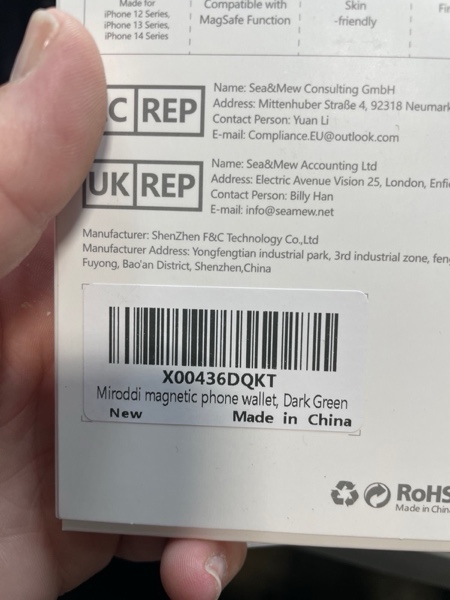 Made for
iPhone 12 Series,
iPhone 13 Series,
iPhone 14 Series
Compatible with
MagSafe Function
Skin
-friendly
C REP
Name: Sea&Mew Consulting GmbH
Address: Mittenhuber Straße 4, 92318 Neumark
Contact Person: Yuan Li
E-mail: Compliance.EU@outlook.com
UK REP
Name: Sea&Mew Accounting Ltd
Address: Electric Avenue Vision 25, London, Enfi
Contact Person: Billy Han
E-mail: info@seamew.net
Manufacturer: ShenZhen F&C Technology Co.,Ltd
Manufacturer Address: Yongfengtian industrial park, 3rd industrial zone, fen
Fuyong, Bao'an District, Shenzhen,China
X00436DQKT
Miroddi magnetic phone wallet, Dark Green
New Made in China
RoHS
Made in China